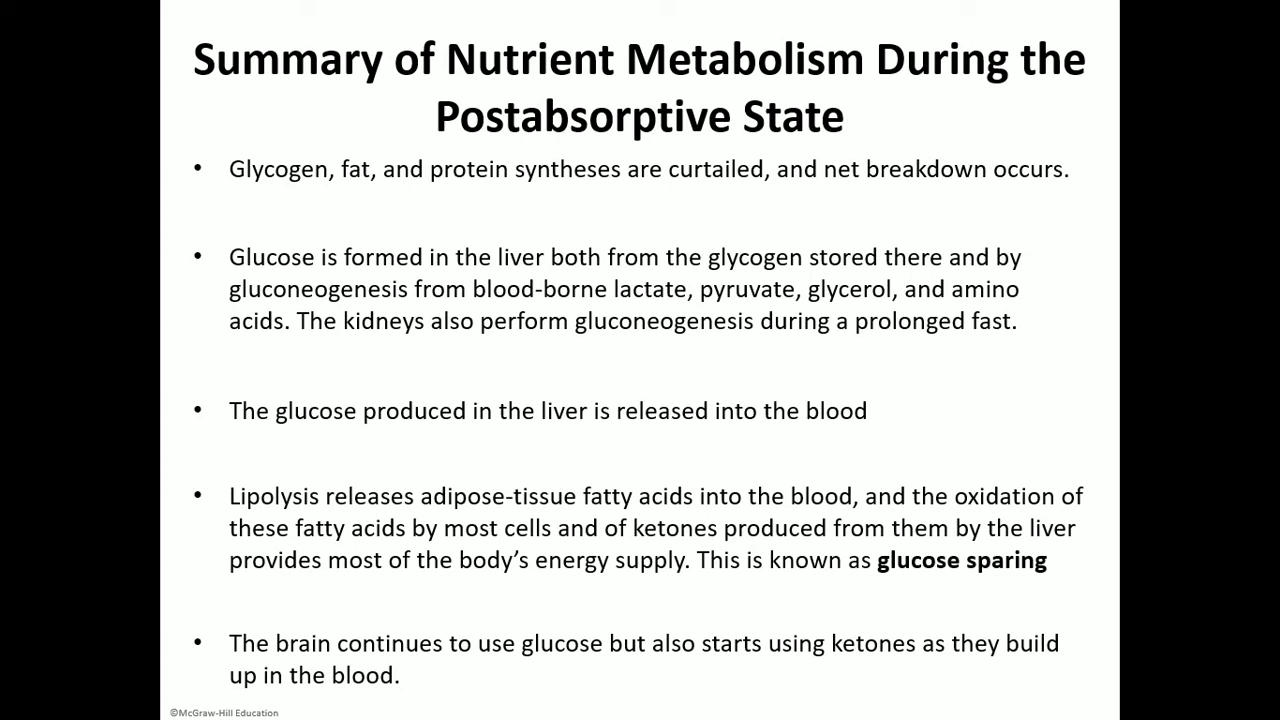 Summary of Nutrient Metabolism During the
Postabsorptive State
• Glycogen, fat, and protein syntheses are curtailed, and net breakdown occurs.
• Glucose is formed in the liver both from the glycogen stored there and by
gluconeogenesis from blood-borne lactate, pyruvate, glycerol, and amino
acids. The kidneys also perform gluconeogenesis during a prolonged fast.
• The glucose produced in the liver is released into the blood
• Lipolysis releases adipose-tissue fatty acids into the blood, and the oxidation of
these fatty acids by most cells and of ketones produced from them by the liver
provides most of the body’s energy supply. This is known as glucose sparing
• The brain continues to use glucose but also starts using ketones as they build
up in the blood.
©McGraw-Hill Education